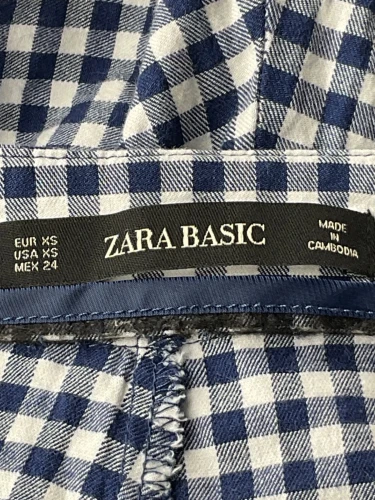 EUR XS
USA XS
MEX 24
ZARA BASIC
MADE
IN
CAMBODIA